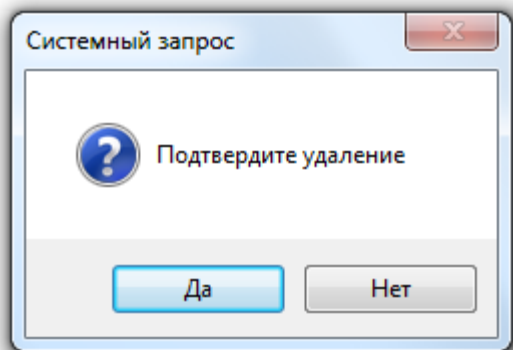 Системный запрос
Подтвердите удаление
Да
Нет